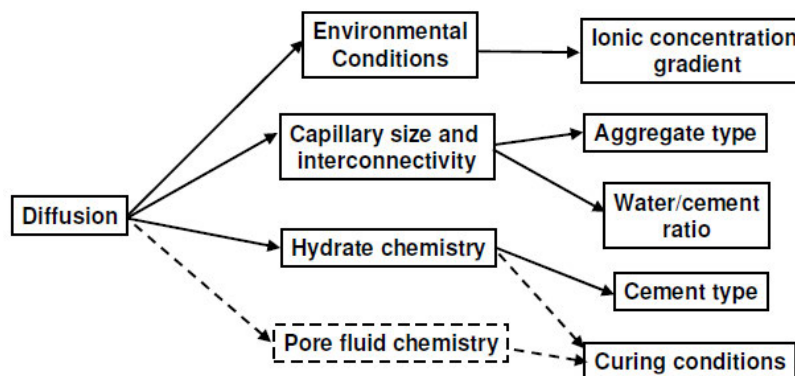 Environmental
Conditions
Ionic concentration
gradient
Capillary size and
interconnectivity
Aggregate type
Water/cement
ratio
Diffusion
Hydrate chemistry
Cement type
Pore fluid chemistry
Curing conditions